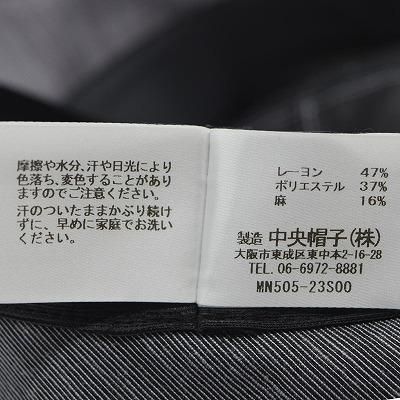 摩擦や水分、汗や日光により
色落ち、変色することがあり
ますのでご注意ください。
汗のついたままかぶり続け
ずに、早めに家庭でお洗い
ください。
レーヨン 47%
ポリエステル 37%
麻 16%
製造 中央帽子(株)
大阪市東成区東中本2-16-28
TEL. 06-6972-8881
MN505-23S00